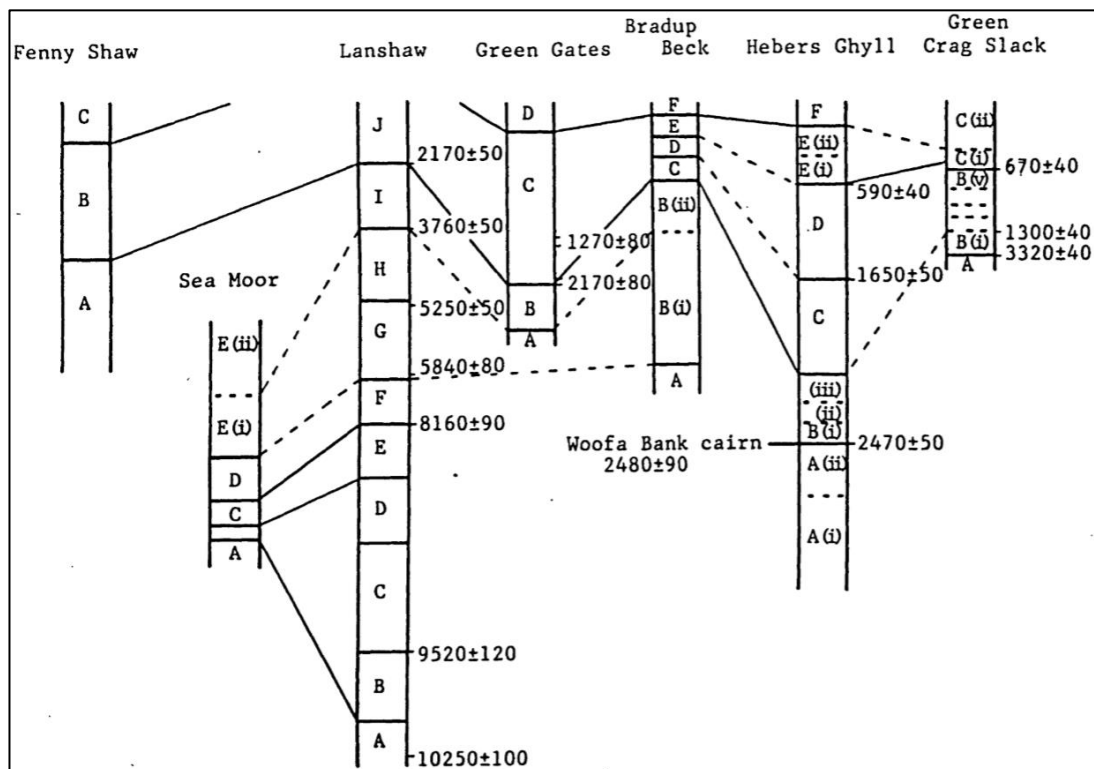 Fenny Shaw
Lanshaw
Green Gates
Bradup
Beck
Hebers Ghyll
Green
Crag Slack
C
B
A
Sea Moor
E(ii)
E(i)
D
C
A
J
2170±50
I
3760±50
H
5250±50
G
5840±80
F
8160±90
E
D
C
9520±120
B
A
10250±100
D
C
1270±80
2170±80
B
A
F
E
D
C
B(ii)
B(i)
A
F
E(ii)
E(i)
590±40
D
1650±50
C
(iii)
(ii)
B(i)
Woofa Bank cairn
2480±90
2470±50
A(ii)
A(i)
C(ii)
C(i)
670±40
B(v)
1300±40
B(i)
3320±40
A